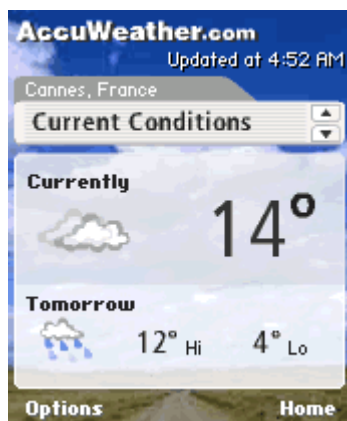 AccuWeather.com
Updated at 4:52 AM
Cannes, France
Current Conditions
Currently
14°
Tomorrow
12° Hi 4° Lo
Options Home